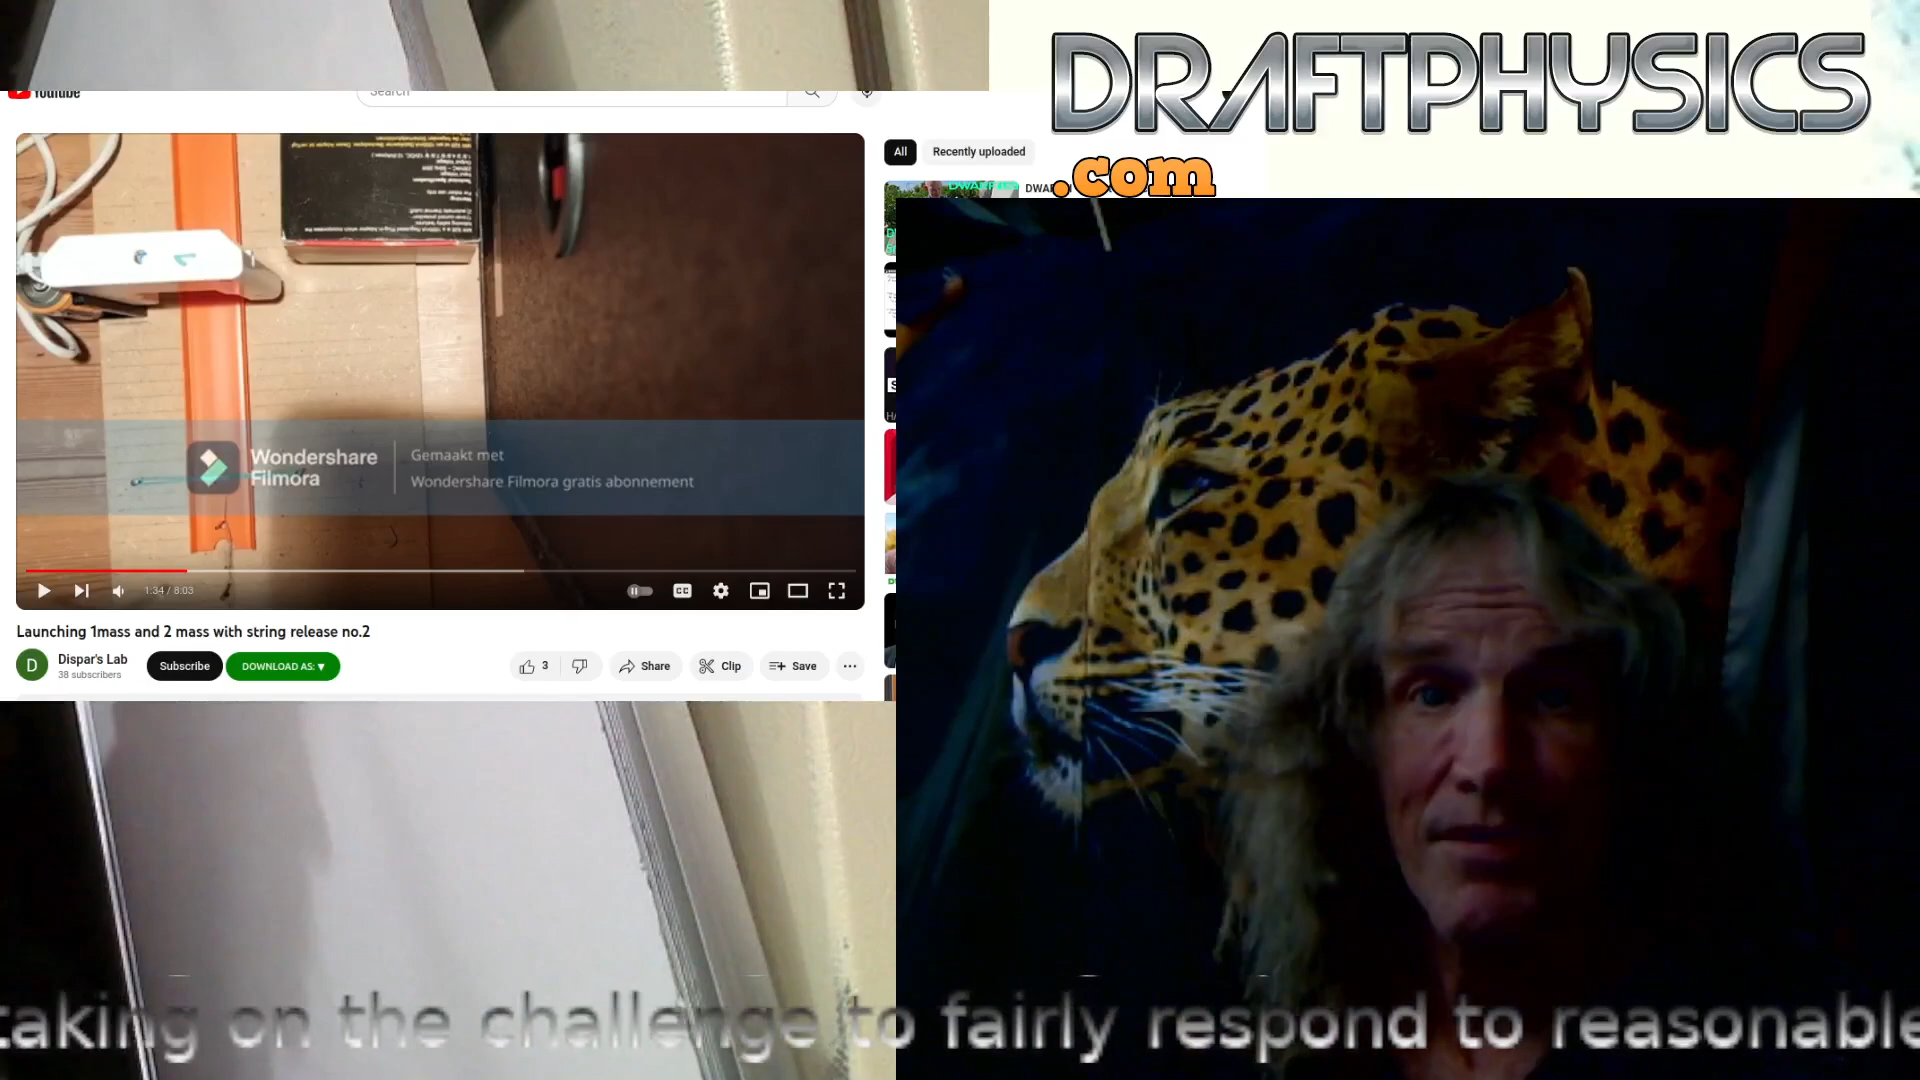 DRAFTPHYSICS
.com
YouTube
Search
All
Recently uploaded
Wondershare
Filmora
Gemaakt met
Wondershare Filmora gratis abonnement
1:34 / 8:03
CC
Launching 1mass and 2 mass with string release no.2
D
Dispar's Lab
38 subscribers
Subscribe
DOWNLOAD AS: ▼
3
Share
Clip
Save
taking on the challenge to fairly respond to reasonable